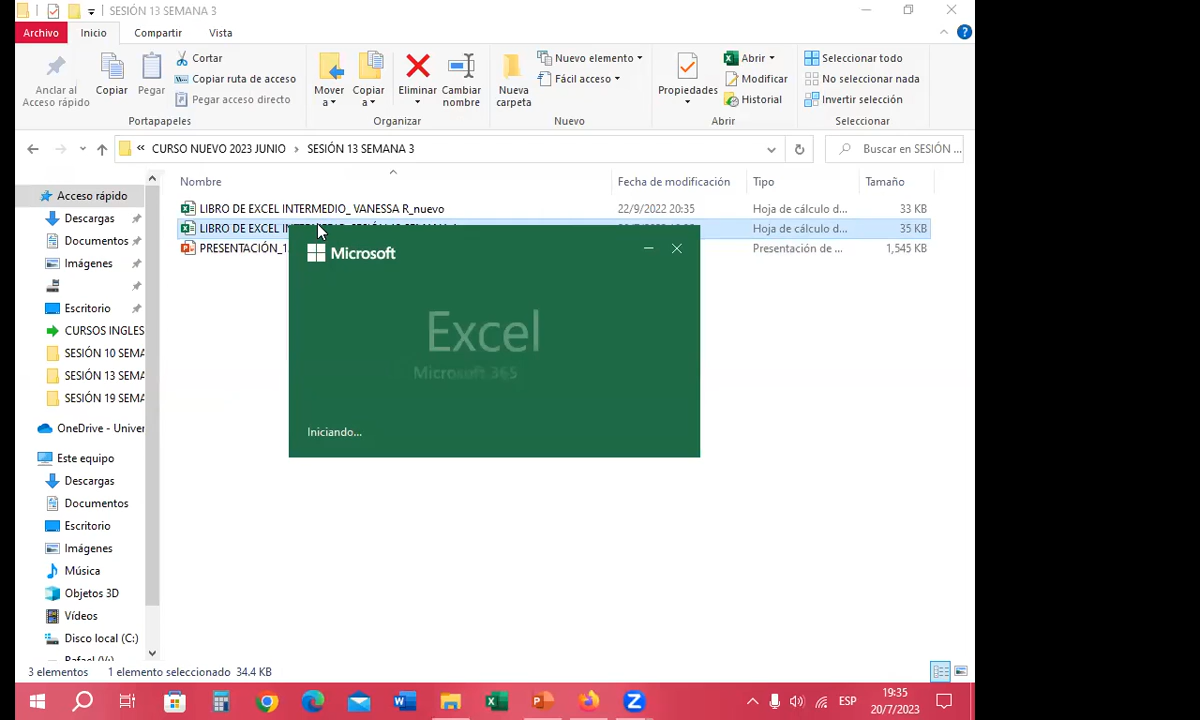 SESIÓN 13 SEMANA 3
Archivo
Inicio
Compartir
Vista
Anclar al
Acceso rápido
Copiar
Pegar
Cortar
Copiar ruta de acceso
Pegar acceso directo
Portapapeles
Mover
a
Copiar
a
Eliminar
Cambiar
nombre
Organizar
Nueva
carpeta
Nuevo elemento
Fácil acceso
Nuevo
Propiedades
Abrir
Modificar
Historial
Abrir
Seleccionar todo
No seleccionar nada
Invertir selección
Seleccionar
« CURSO NUEVO 2023 JUNIO › SESIÓN 13 SEMANA 3
Buscar en SESIÓN ...
Nombre
Fecha de modificación
Tipo
Tamaño
LIBRO DE EXCEL INTERMEDIO_ VANESSA R_nuevo
22/9/2022 20:35
Hoja de cálculo d...
33 KB
LIBRO DE EXCEL
Hoja de cálculo d...
35 KB
PRESENTACIÓN_1
Presentación de ...
1,545 KB
Acceso rápido
Descargas
Documentos
Imágenes
Escritorio
CURSOS INGLES
SESIÓN 10 SEMA
SESIÓN 13 SEMA
SESIÓN 19 SEMA
OneDrive - Univer
Este equipo
Descargas
Documentos
Escritorio
Imágenes
Música
Objetos 3D
Vídeos
Disco local (C:)
Microsoft
Excel
Microsoft 365
Iniciando...
3 elementos
1 elemento seleccionado 34.4 KB
ESP
19:35
20/7/2023